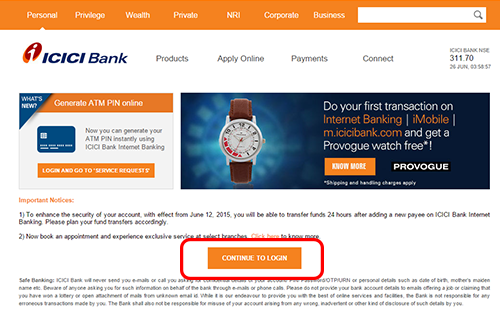 Personal Privilege Wealth Private NRI Corporate Business
ICICI Bank
Products Apply Online Payments Connect
ICICI BANK NSE
311.70
26 JUN, 03:58:57
WHAT'S NEW?
Generate ATM PIN online
Now you can generate your ATM PIN instantly using ICICI Bank Internet Banking
LOGIN AND GO TO 'SERVICE REQUESTS'
Do your first transaction on
Internet Banking | iMobile |
m.icicibank.com and get a
Provogue watch free*!
KNOW MORE PROVOGUE
*Shipping and handling charges apply
Important Notices:
1) To enhance the security of your account, with effect from June 12, 2015, you will be able to transfer funds 24 hours after adding a new payee on ICICI Bank Internet
Banking. Please plan your fund transfers accordingly.
2) Now book an appointment and experience exclusive service at select branches. Click here to know more
CONTINUE TO LOGIN
Safe Banking: ICICI Bank will never send you e-mails or call you asking for confidential details of your account PIN/Password/OTP/URN or personal details such as date of birth, mother's maiden
name etc. Beware of anyone asking you for such information on behalf of the bank through e-mails or phone calls. Please do not provide your bank account details to emails offering a job or claiming that
you have won a lottery or open attachment of mails from unknown email id. While it is our endeavour to provide you with the best of online services and facilities, the Bank is not responsible for any
erroneous transactions made by you. The Bank shall also not be responsible for misuse of your account arising from any wrong, inadvertent or other kind of disclosure of such details by you.